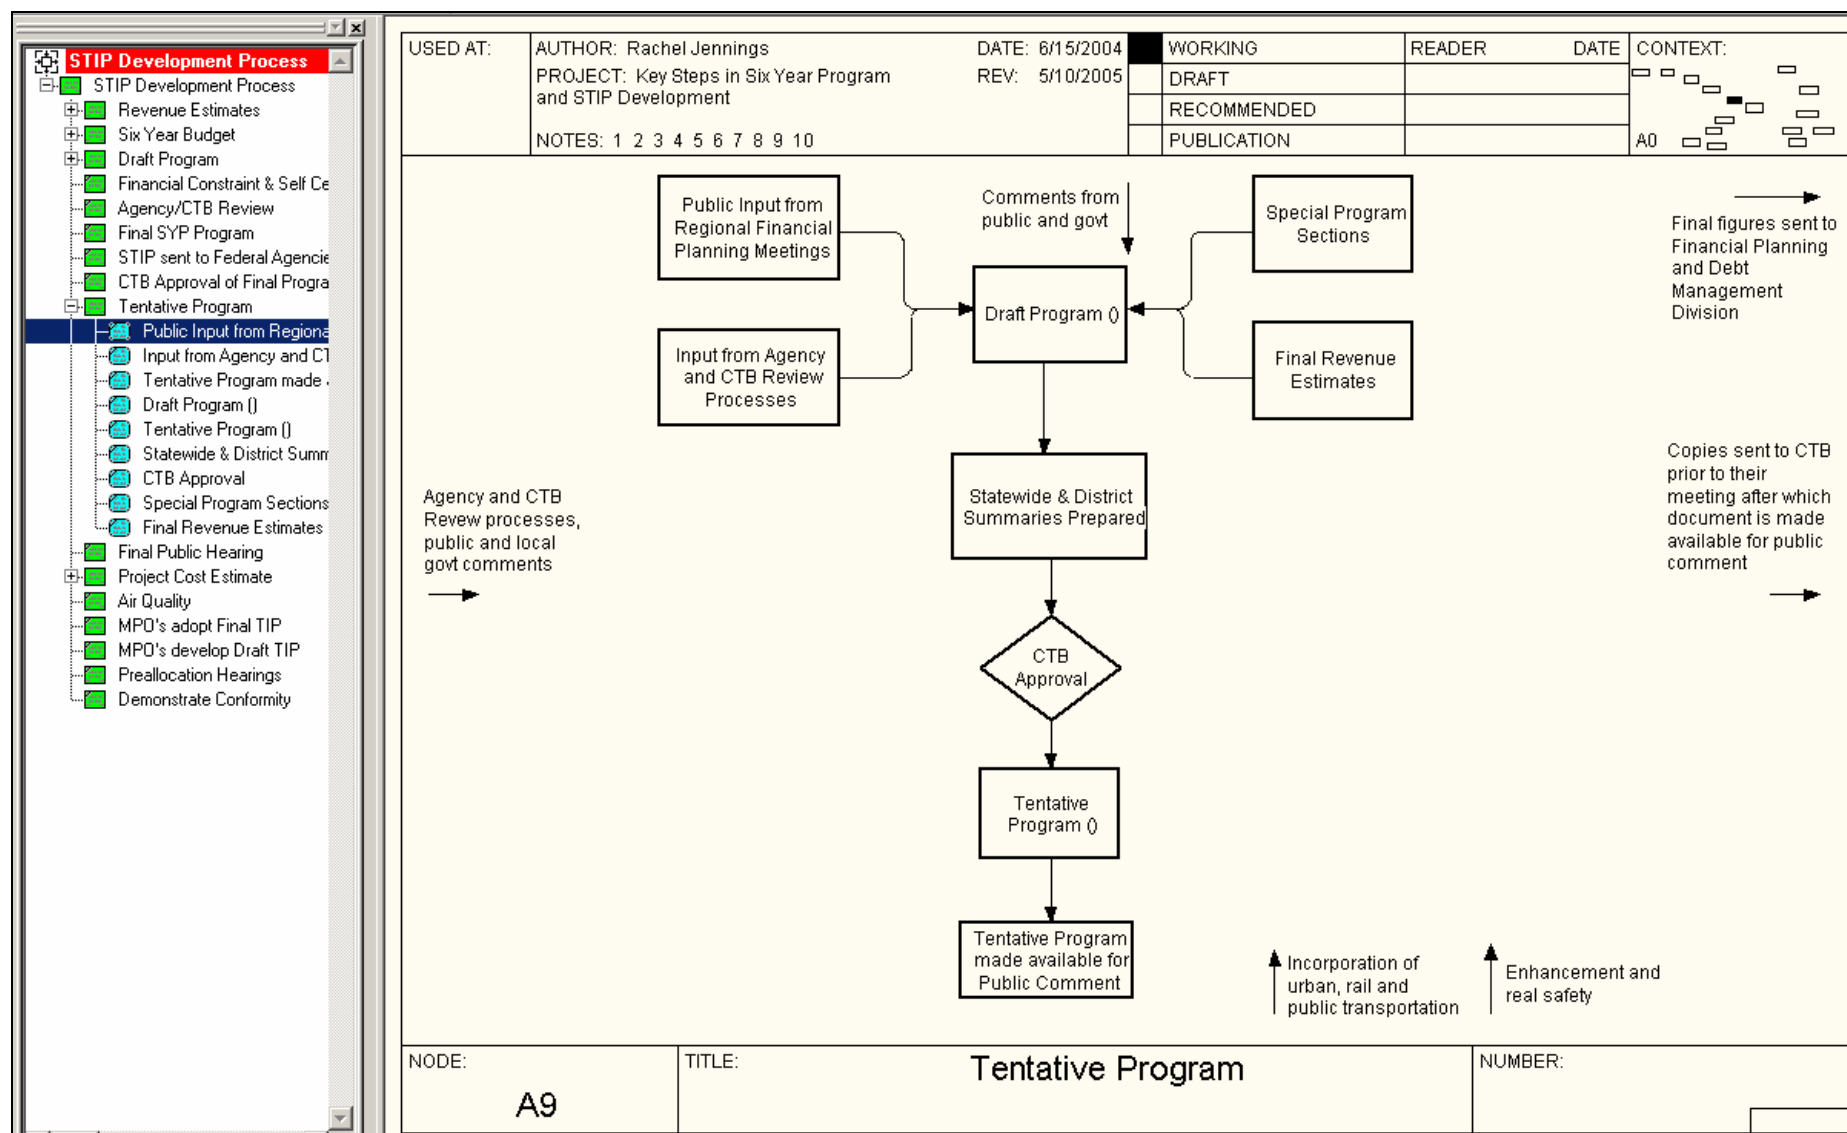 STIP Development Process
STIP Development Process
Revenue Estimates
Six Year Budget
Draft Program
Financial Constraint & Self Ce
Agency/CTB Review
Final SYP Program
STIP sent to Federal Agencie
CTB Approval of Final Progra
Tentative Program
Public Input from Regiona
Input from Agency and CT
Tentative Program made
Draft Program ()
Tentative Program ()
Statewide & District Summ
CTB Approval
Special Program Sections
Final Revenue Estimates
Final Public Hearing
Project Cost Estimate
Air Quality
MPO's adopt Final TIP
MPO's develop Draft TIP
Preallocation Hearings
Demonstrate Conformity
USED AT:
AUTHOR: Rachel Jennings
DATE: 6/15/2004
PROJECT: Key Steps in Six Year Program
and STIP Development
REV: 5/10/2005
NOTES: 1 2 3 4 5 6 7 8 9 10
WORKING
DRAFT
RECOMMENDED
PUBLICATION
READER DATE
CONTEXT:
A0
Public Input from
Regional Financial
Planning Meetings
Comments from
public and govt
Special Program
Sections
Final figures sent to
Financial Planning
and Debt
Management
Division
Draft Program ()
Input from Agency
and CTB Review
Processes
Final Revenue
Estimates
Agency and CTB
Revew processes,
public and local
govt comments
Statewide & District
Summaries Prepared
Copies sent to CTB
prior to their
meeting after which
document is made
available for public
comment
CTB
Approval
Tentative
Program ()
Tentative Program
made available for
Public Comment
Incorporation of
urban, rail and
public transportation
Enhancement and
real safety
NODE:
A9
TITLE:
Tentative Program
NUMBER: